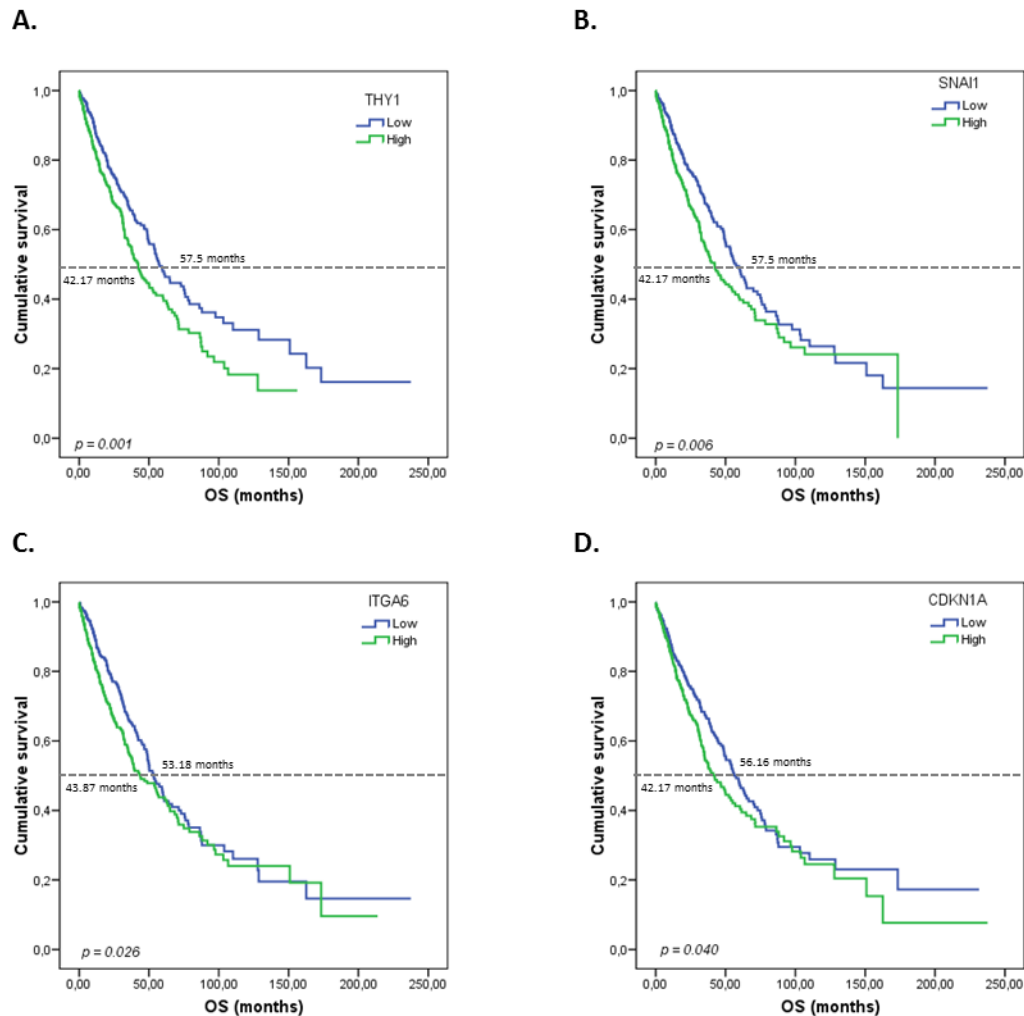 A.
THY1
Low
High
1,0
0,8
0,6
0,4
0,2
0,0
Cumulative survival
57.5 months
42.17 months
p = 0.001
0,00 50,00 100,00 150,00 200,00 250,00
OS (months)
B.
SNAI1
Low
High
1,0
0,8
0,6
0,4
0,2
0,0
Cumulative survival
57.5 months
42.17 months
p = 0.006
0,00 50,00 100,00 150,00 200,00 250,00
OS (months)
C.
ITGA6
Low
High
1,0
0,8
0,6
0,4
0,2
0,0
Cumulative survival
53.18 months
43.87 months
p = 0.026
0,00 50,00 100,00 150,00 200,00 250,00
OS (months)
D.
CDKN1A
Low
High
1,0
0,8
0,6
0,4
0,2
0,0
Cumulative survival
56.16 months
42.17 months
p = 0.040
0,00 50,00 100,00 150,00 200,00 250,00
OS (months)